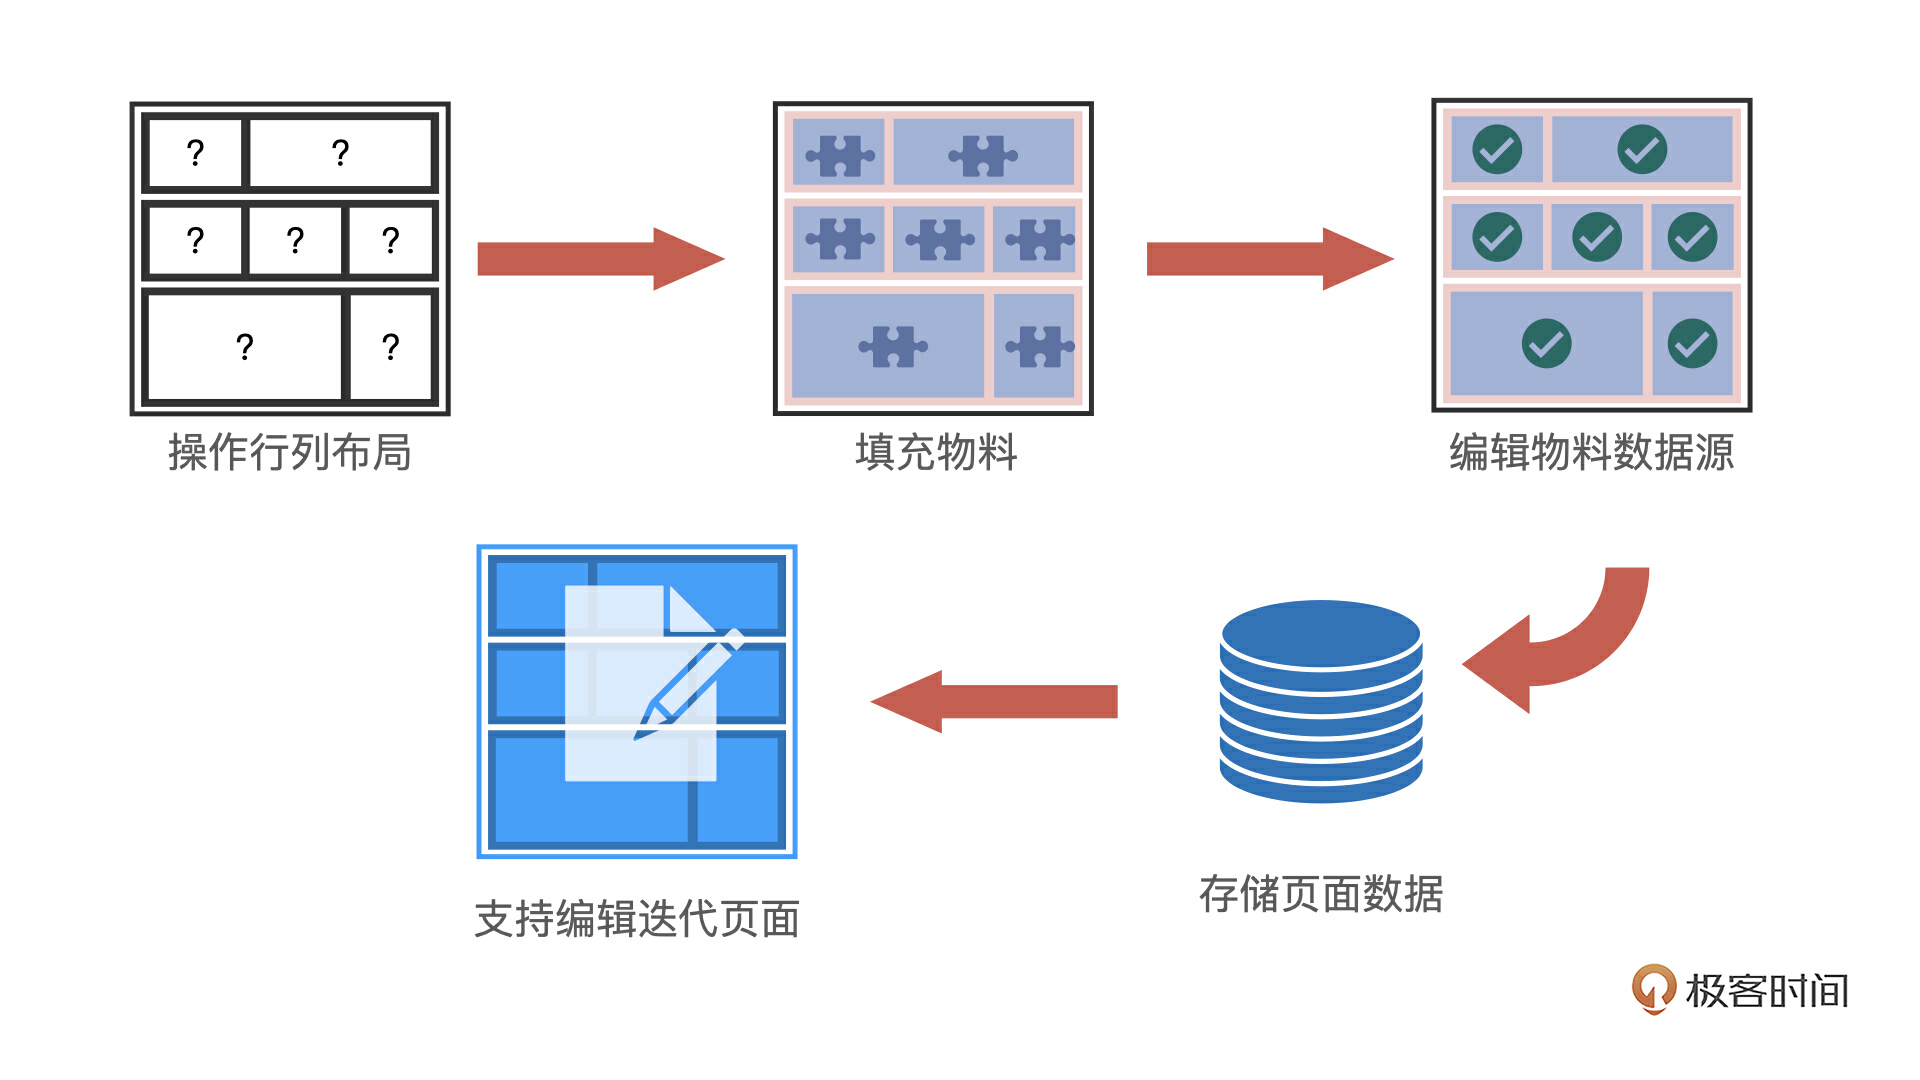 ? ?
? ? ?
? ?
操作行列布局
填充物料
编辑物料数据源
支持编辑迭代页面
存储页面数据
极客时间